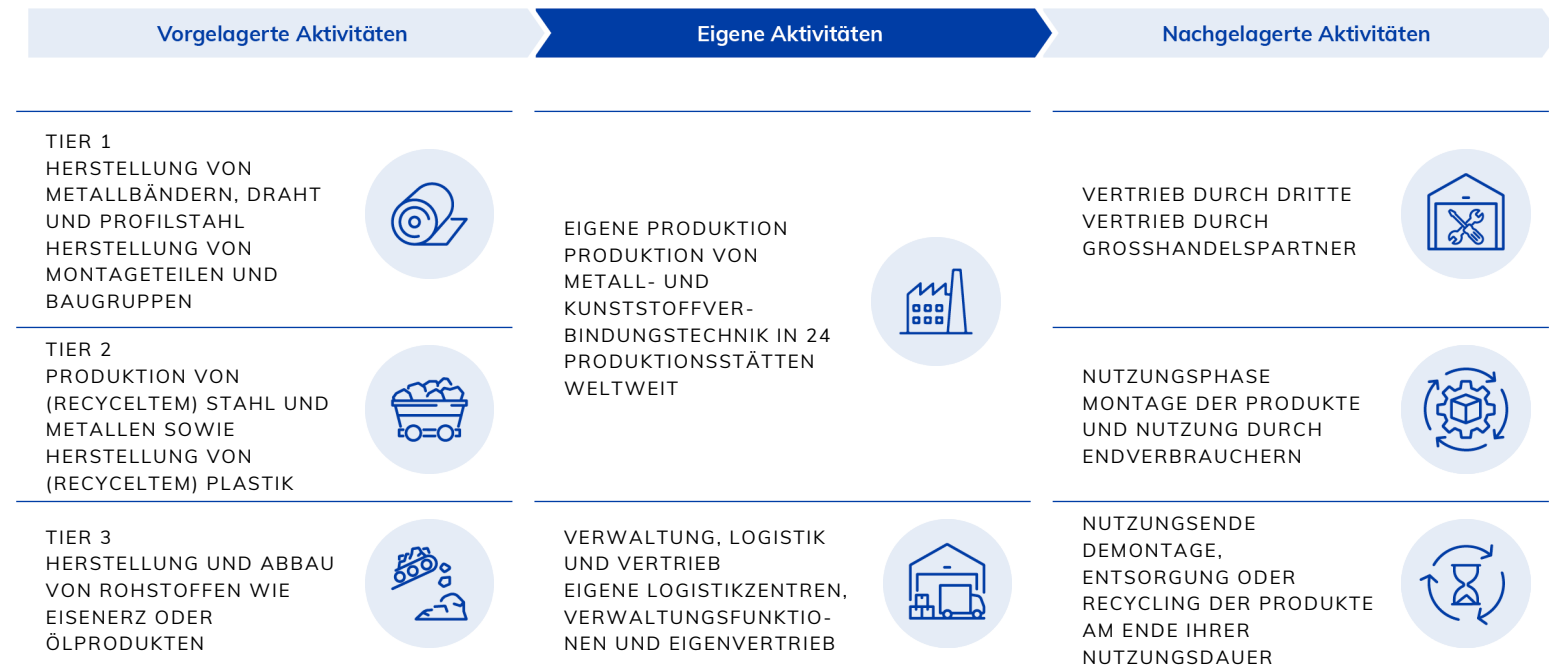 Vorgelagerte Aktivitäten
Eigene Aktivitäten
Nachgelagerte Aktivitäten
TIER 1
HERSTELLUNG VON
METALLBÄNDERN, DRAHT
UND PROFILSTAHL
HERSTELLUNG VON
MONTAGETEILEN UND
BAUGRUPPEN
TIER 2
PRODUKTION VON
(RECYCELTEM) STAHL UND
METALLEN SOWIE
HERSTELLUNG VON
(RECYCELTEM) PLASTIK
TIER 3
HERSTELLUNG UND ABBAU
VON ROHSTOFFEN WIE
EISENERZ ODER
ÖLPRODUKTEN
EIGENE PRODUKTION
PRODUKTION VON
METALL- UND
KUNSTSTOFFVER-
BINDUNGSTECHNIK IN 24
PRODUKTIONSSTÄTTEN
WELTWEIT
VERWALTUNG, LOGISTIK
UND VERTRIEB
EIGENE LOGISTIKZENTREN,
VERWALTUNGSFUNKTIO-
NEN UND EIGENVERTRIEB
VERTRIEB DURCH DRITTE
VERTRIEB DURCH
GROSSHANDELSPARTNER
NUTZUNGSPHASE
MONTAGE DER PRODUKTE
UND NUTZUNG DURCH
ENDVERBRAUCHERN
NUTZUNGSENDE
DEMONTAGE,
ENTSORGUNG ODER
RECYCLING DER PRODUKTE
AM ENDE IHRER
NUTZUNGSDAUER